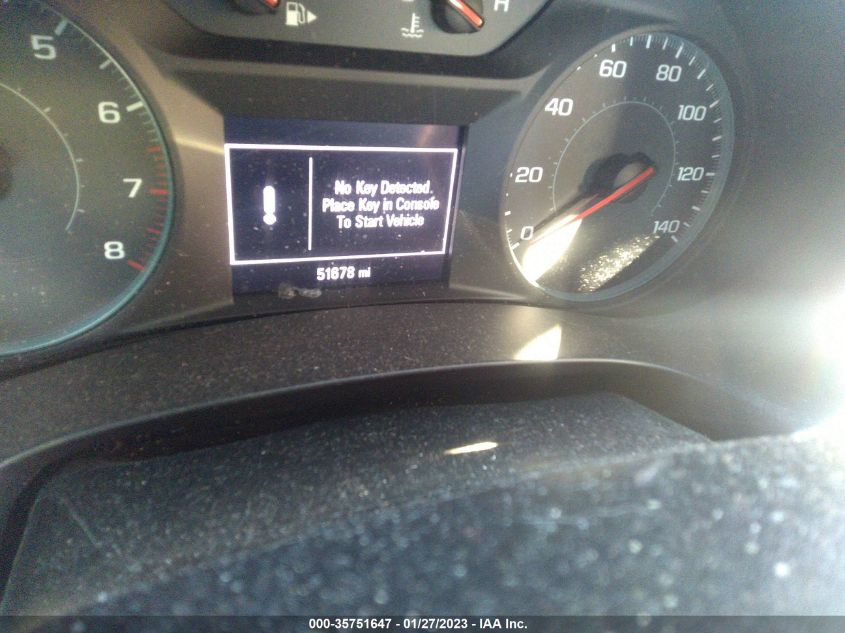 H
5
6
7
8
No Key Detected.
Place Key in Console
To Start Vehicle
51678 mi
0
20
40
60
80
100
120
140
000-35751647 - 01/27/2023 - IAA Inc.